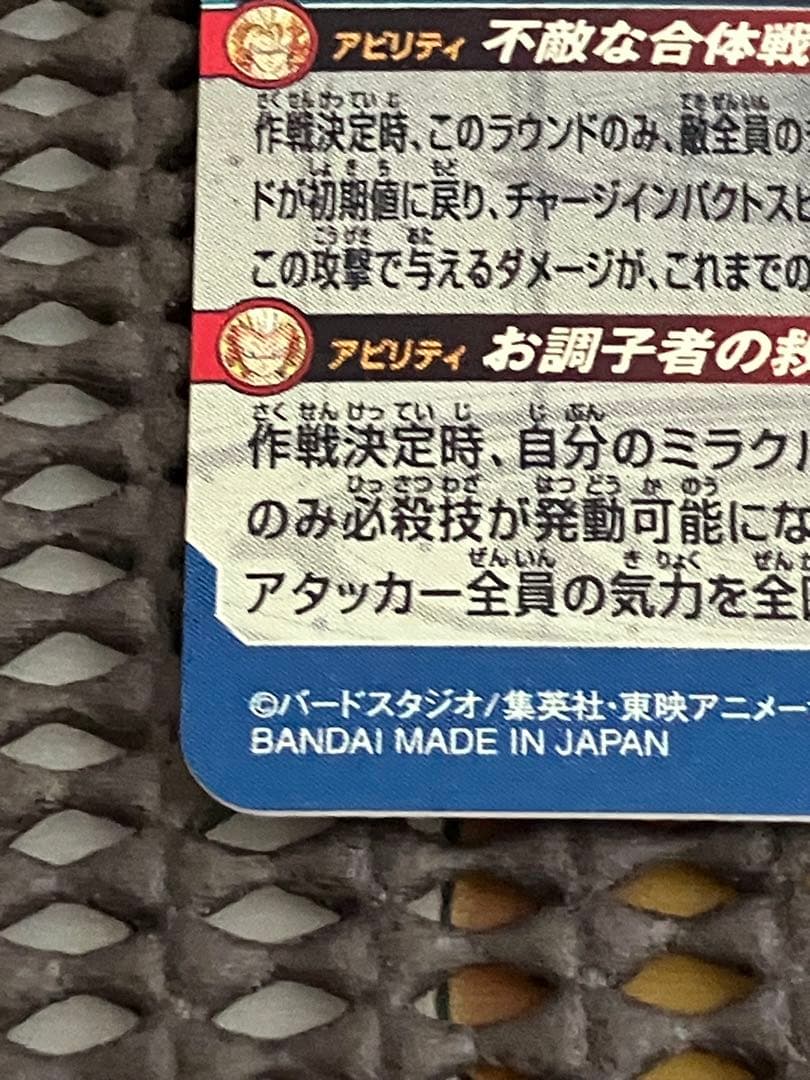 アビリティ 不敵な合体戦
作戦決定時、このラウンドのみ、敵全員の
ドが初期値に戻り、チャージインパクトス
この攻撃で与えるダメージが、これまでの
アビリティ お調子者の救
作戦決定時、自分のミラクル
のみ必殺技が発動可能にな
アタッカー全員の気力を全
©バードスタジオ/集英社・東映アニメー
BANDAI MADE IN JAPAN